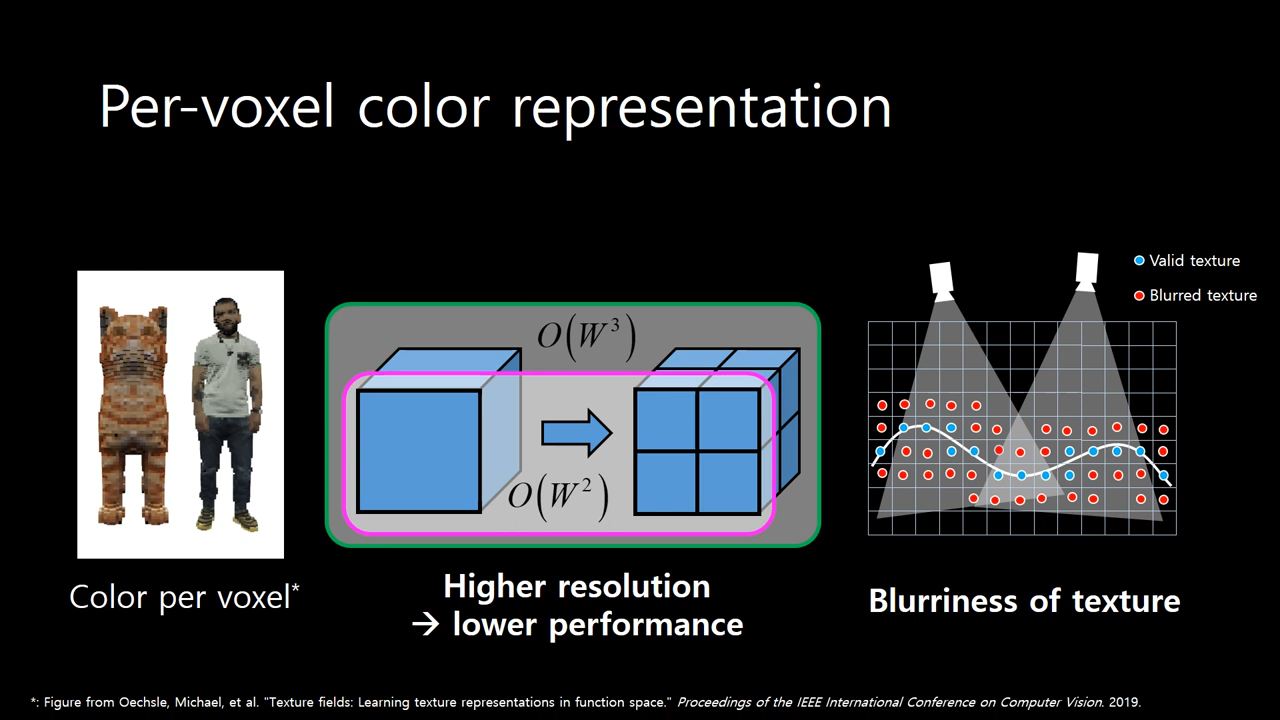 Per-voxel color representation
Valid texture
Blurred texture
O(W³)
O(W²)
Color per voxel*
Higher resolution
→ lower performance
Blurriness of texture
*: Figure from Oechsle, Michael, et al. "Texture fields: Learning texture representations in function space." Proceedings of the IEEE International Conference on Computer Vision. 2019.